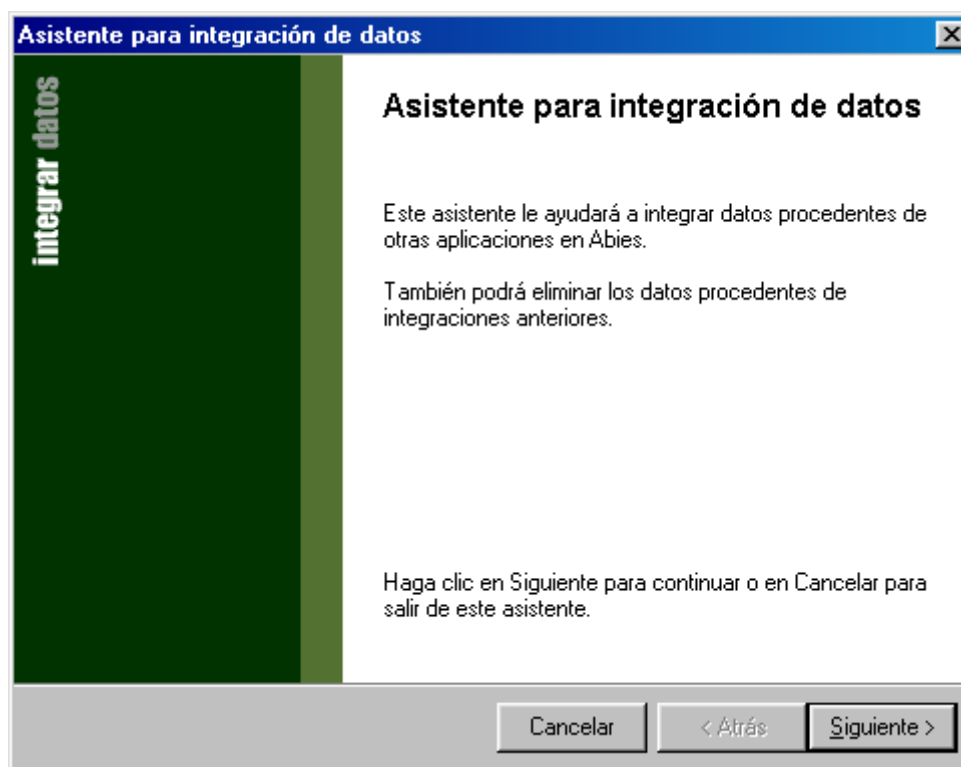 Asistente para integración de datos
integrar datos
Asistente para integración de datos
Este asistente le ayudará a integrar datos procedentes de
otras aplicaciones en Abies.
También podrá eliminar los datos procedentes de
integraciones anteriores.
Haga clic en Siguiente para continuar o en Cancelar para
salir de este asistente.
Cancelar
< Atrás
Siguiente >